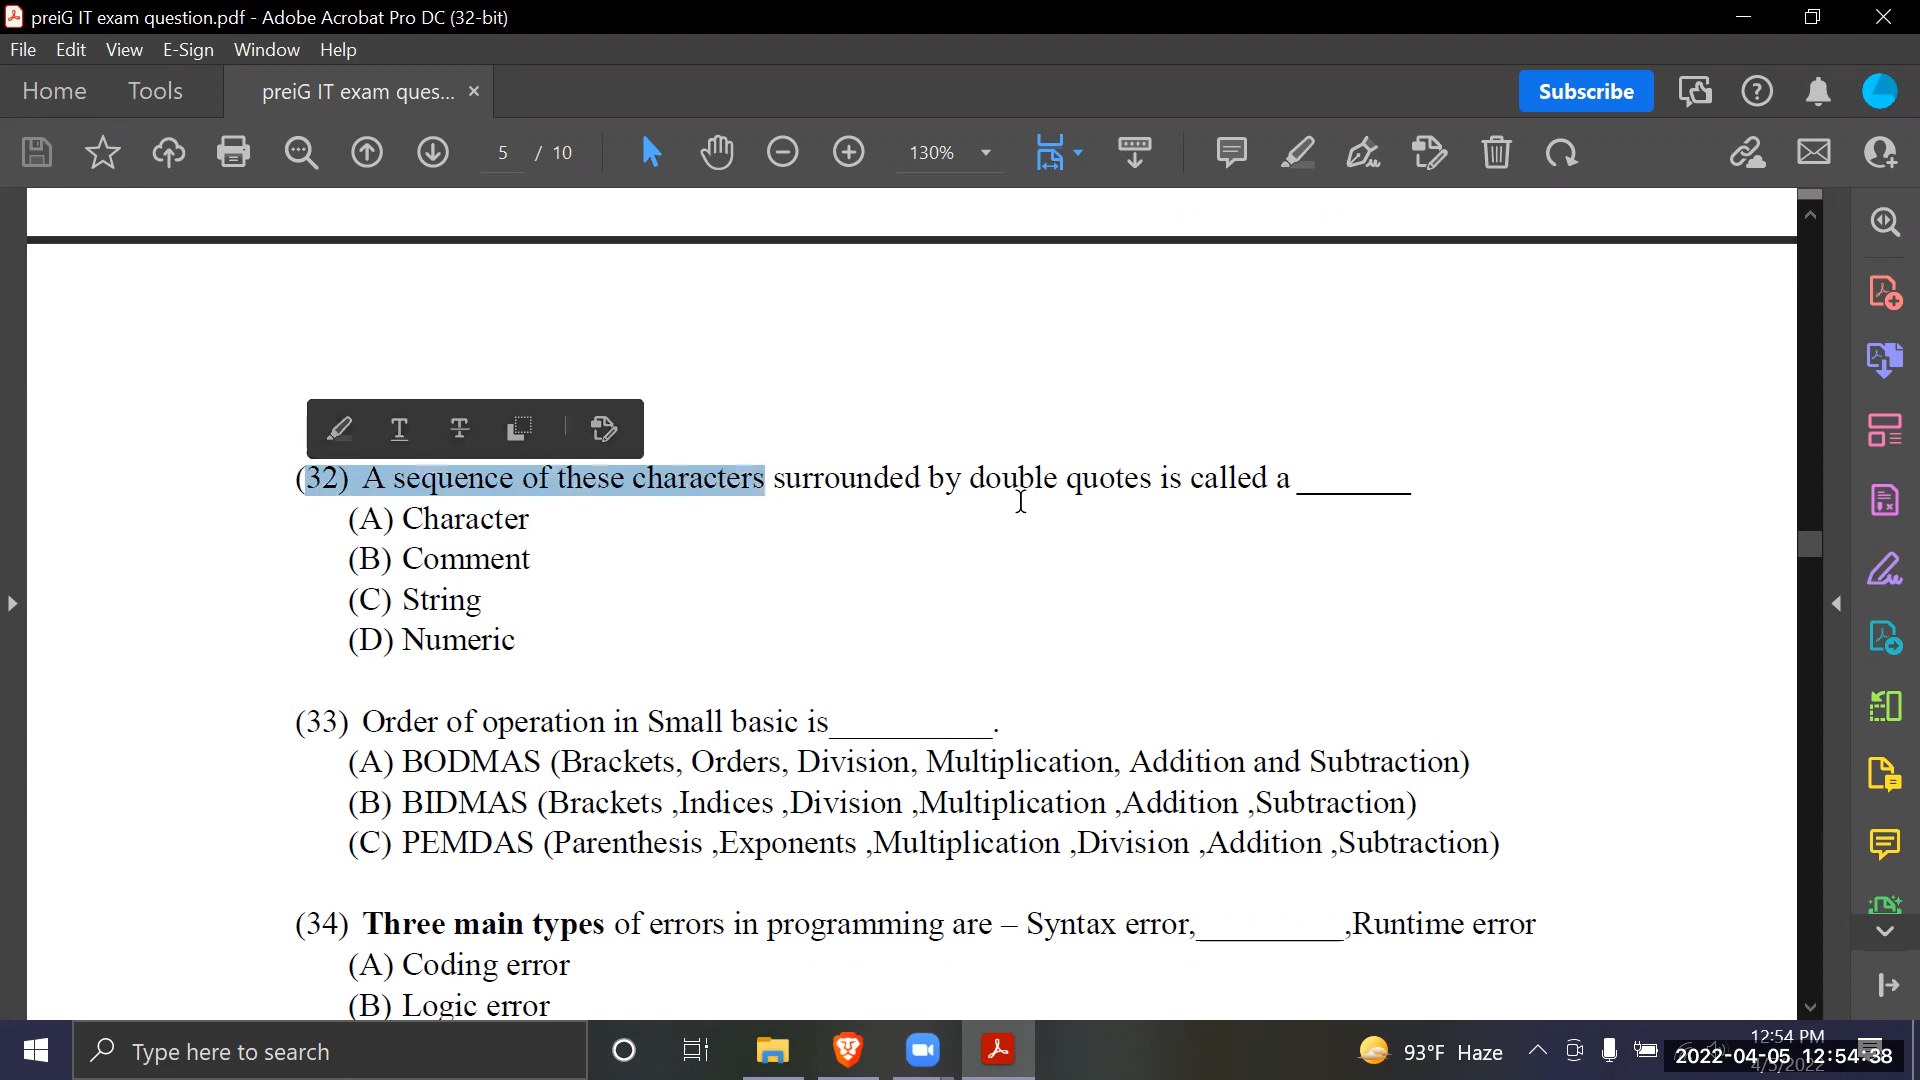 preiG IT exam question.pdf - Adobe Acrobat Pro DC (32-bit)
File Edit View E-Sign Window Help
Home Tools preiG IT exam ques... × Subscribe
5 / 10 130%
(32) A sequence of these characters surrounded by double quotes is called a _______
(A) Character
(B) Comment
(C) String
(D) Numeric
(33) Order of operation in Small basic is__________.
(A) BODMAS (Brackets, Orders, Division, Multiplication, Addition and Subtraction)
(B) BIDMAS (Brackets ,Indices ,Division ,Multiplication ,Addition ,Subtraction)
(C) PEMDAS (Parenthesis ,Exponents ,Multiplication ,Division ,Addition ,Subtraction)
(34) Three main types of errors in programming are – Syntax error,_________,Runtime error
(A) Coding error
(B) Logic error
Type here to search
93°F Haze
12:54 PM
2022-04-05 12:54:38